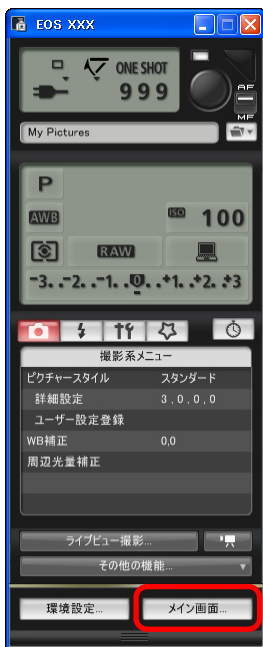 EOS XXX
ONE SHOT
999
AF
MF
My Pictures
P
AWB ISO 100
RAW
-3..-2..-1..0..+1..+2.+3
撮影系メニュー
ピクチャースタイル スタンダード
詳細設定 3,0,0,0
ユーザー設定登録
WB補正 0,0
周辺光量補正
ライブビュー撮影...
その他の機能...
環境設定... メイン画面...